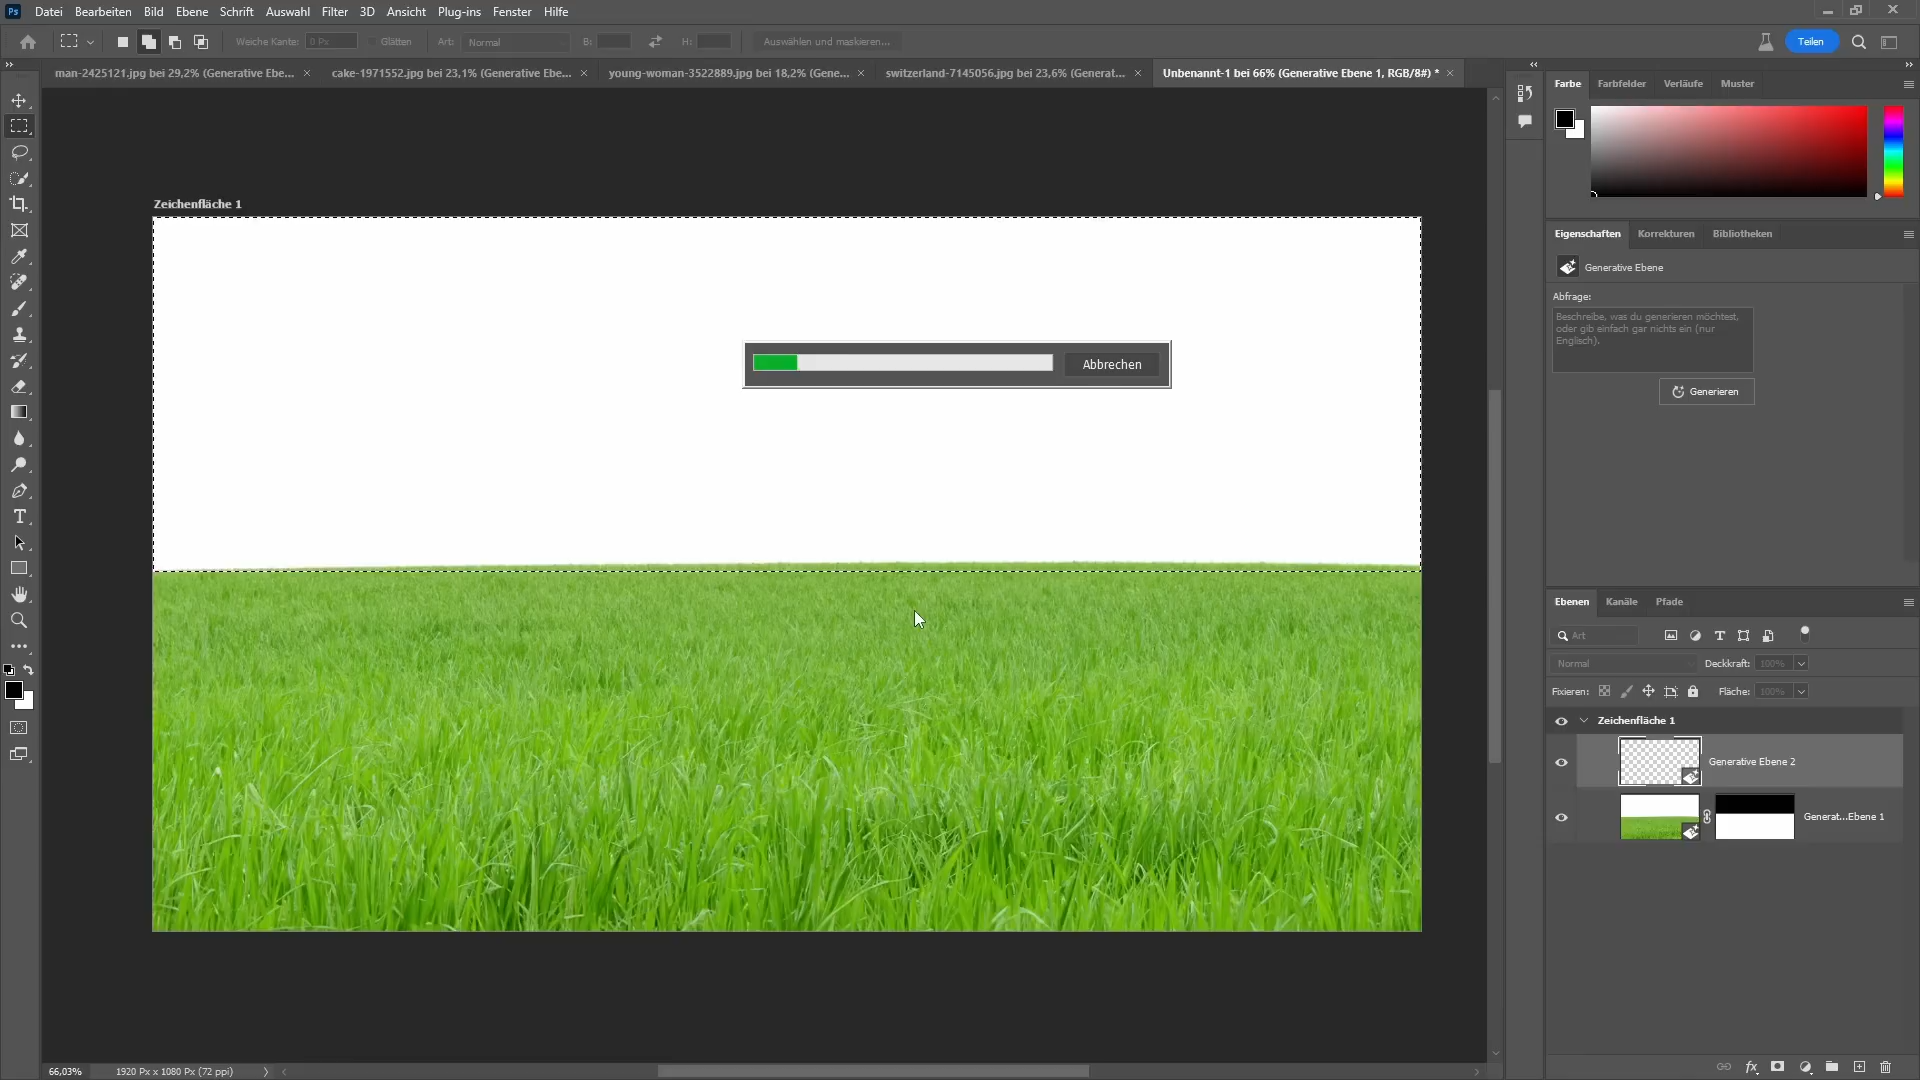 Ps Datei Bearbeiten Bild Ebene Schrift Auswahl Filter 3D Ansicht Plug-ins Fenster Hilfe
Weiche Kante: 0 Px Glätten Art: Normal B: H: Auswählen und maskieren... Teilen
man-2425121.jpg bei 29,2% (Generative Ebe... × cake-1971552.jpg bei 23,1% (Generative Ebe... × young-woman-3522889.jpg bei 18,2% (Gene... × switzerland-7145056.jpg bei 23,6% (Generat... × Unbenannt-1 bei 66% (Generative Ebene 1, RGB/8#) * ×
Farbe Farbfelder Verläufe Muster
Zeichenfläche 1
Abbrechen
Eigenschaften Korrekturen Bibliotheken
Generative Ebene
Abfrage:
Beschreibe, was du generieren möchtest,
oder gib einfach gar nichts ein (nur
Englisch).
Generieren
Ebenen Kanäle Pfade
Art
Normal Deckkraft: 100%
Fixieren: Fläche: 100%
Zeichenfläche 1
Generative Ebene 2
Generat...Ebene 1
66,03% 1920 Px x 1080 Px (72 ppi)